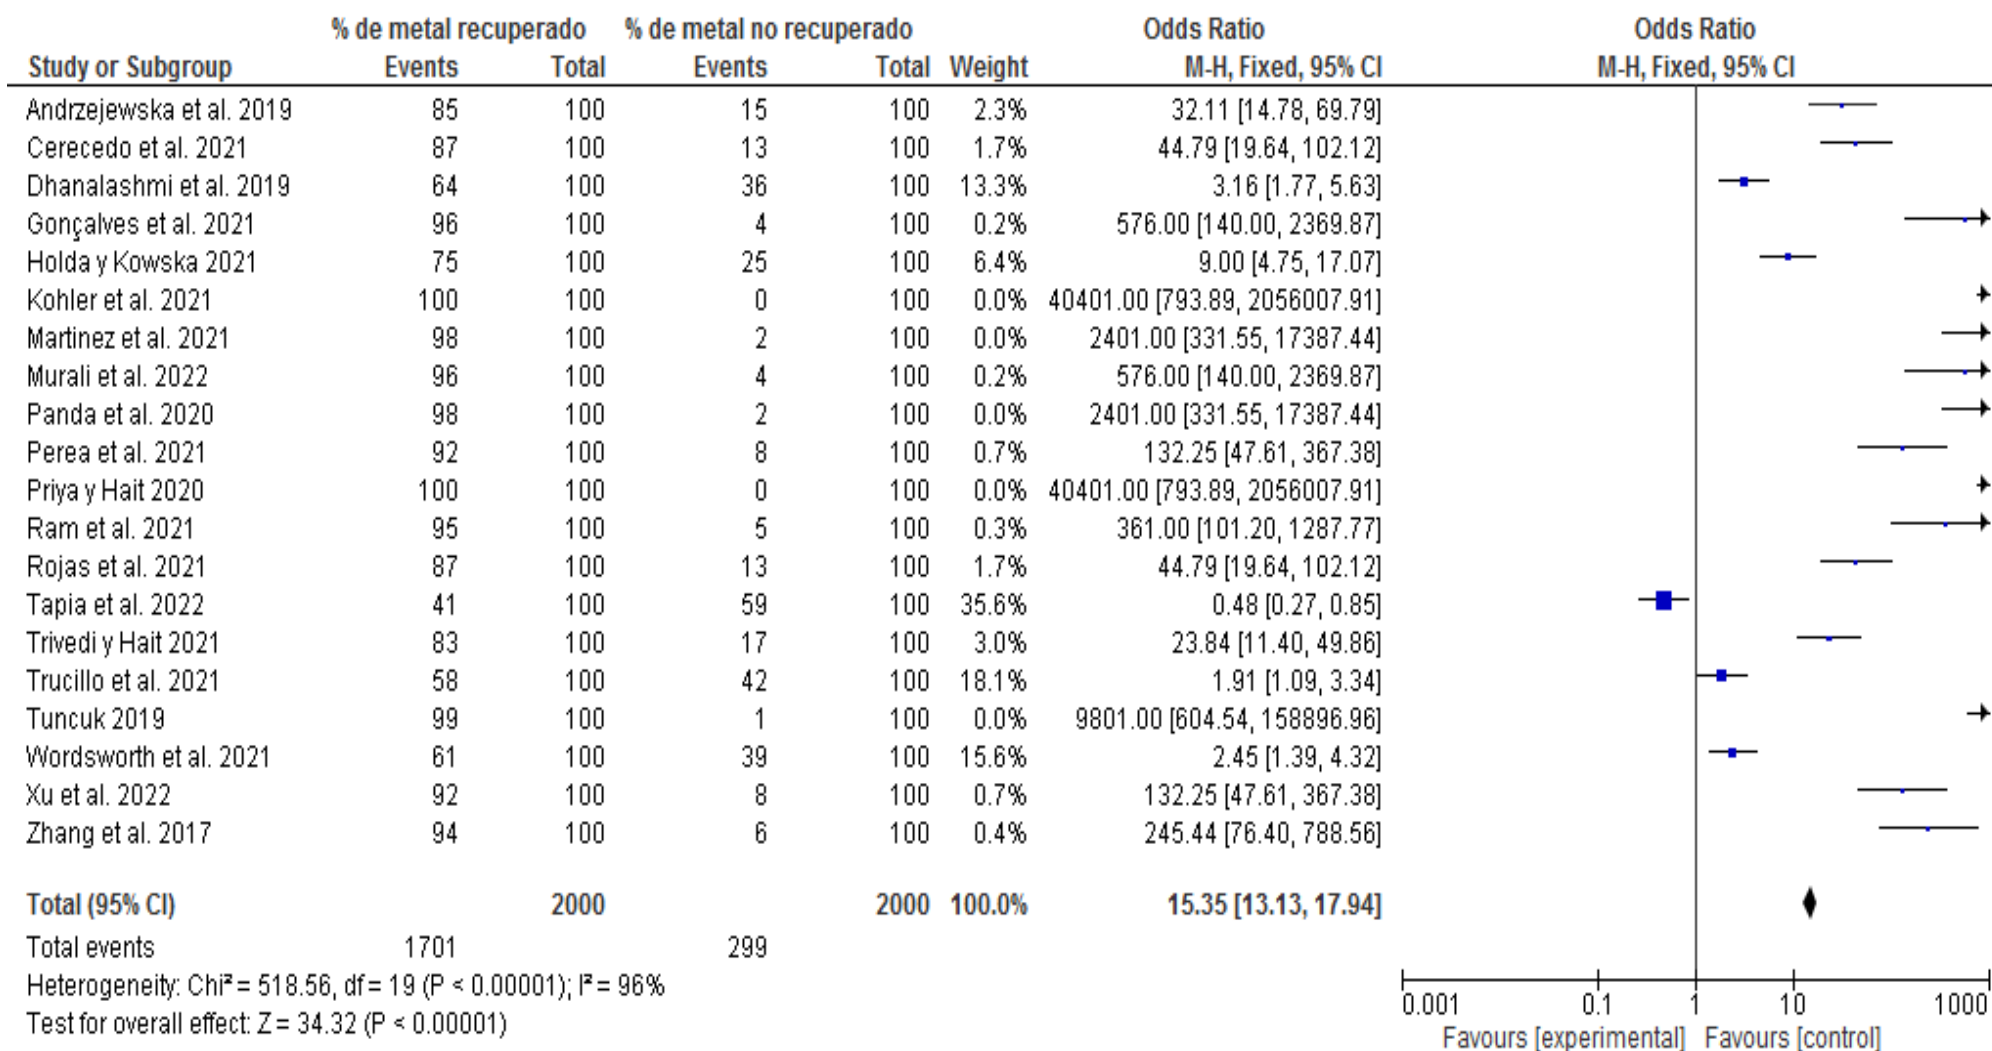 % de metal recuperado % de metal no recuperado Odds Ratio Odds Ratio
Study or Subgroup Events Total Events Total Weight M-H, Fixed, 95% CI M-H, Fixed, 95% CI
Andrzejewska et al. 2019 85 100 15 100 2.3% 32.11 [14.78, 69.79]
Cerecedo et al. 2021 87 100 13 100 1.7% 44.79 [19.64, 102.12]
Dhanalashmi et al. 2019 64 100 36 100 13.3% 3.16 [1.77, 5.63]
Gonçalves et al. 2021 96 100 4 100 0.2% 576.00 [140.00, 2369.87]
Holda y Kowska 2021 75 100 25 100 6.4% 9.00 [4.75, 17.07]
Kohler et al. 2021 100 100 0 100 0.0% 40401.00 [793.89, 2056007.91]
Martinez et al. 2021 98 100 2 100 0.0% 2401.00 [331.55, 17387.44]
Murali et al. 2022 96 100 4 100 0.2% 576.00 [140.00, 2369.87]
Panda et al. 2020 98 100 2 100 0.0% 2401.00 [331.55, 17387.44]
Perea et al. 2021 92 100 8 100 0.7% 132.25 [47.61, 367.38]
Priya y Hait 2020 100 100 0 100 0.0% 40401.00 [793.89, 2056007.91]
Ram et al. 2021 95 100 5 100 0.3% 361.00 [101.20, 1287.77]
Rojas et al. 2021 87 100 13 100 1.7% 44.79 [19.64, 102.12]
Tapia et al. 2022 41 100 59 100 35.6% 0.48 [0.27, 0.85]
Trivedi y Hait 2021 83 100 17 100 3.0% 23.84 [11.40, 49.86]
Trucillo et al. 2021 58 100 42 100 18.1% 1.91 [1.09, 3.34]
Tuncuk 2019 99 100 1 100 0.0% 9801.00 [604.54, 158896.96]
Wordsworth et al. 2021 61 100 39 100 15.6% 2.45 [1.39, 4.32]
Xu et al. 2022 92 100 8 100 0.7% 132.25 [47.61, 367.38]
Zhang et al. 2017 94 100 6 100 0.4% 245.44 [76.40, 788.56]
Total (95% CI) 2000 2000 100.0% 15.35 [13.13, 17.94]
Total events 1701 299
Heterogeneity: Chi² = 518.56, df = 19 (P < 0.00001); I² = 96%
Test for overall effect: Z = 34.32 (P < 0.00001)
0.001 0.1 1 10 1000
Favours [experimental] Favours [control]